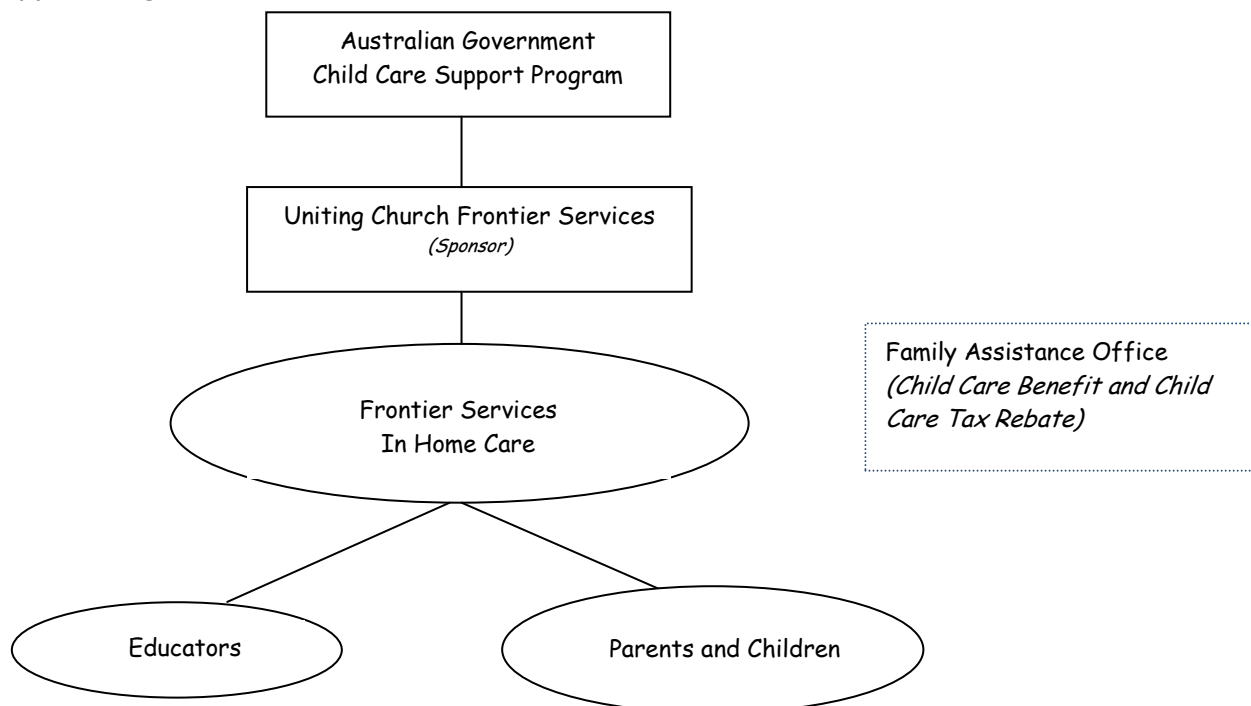 Australian Government
Child Care Support Program
Uniting Church Frontier Services
(Sponsor)
Family Assistance Office
(Child Care Benefit and Child
Care Tax Rebate)
Frontier Services
In Home Care
Educators
Parents and Children